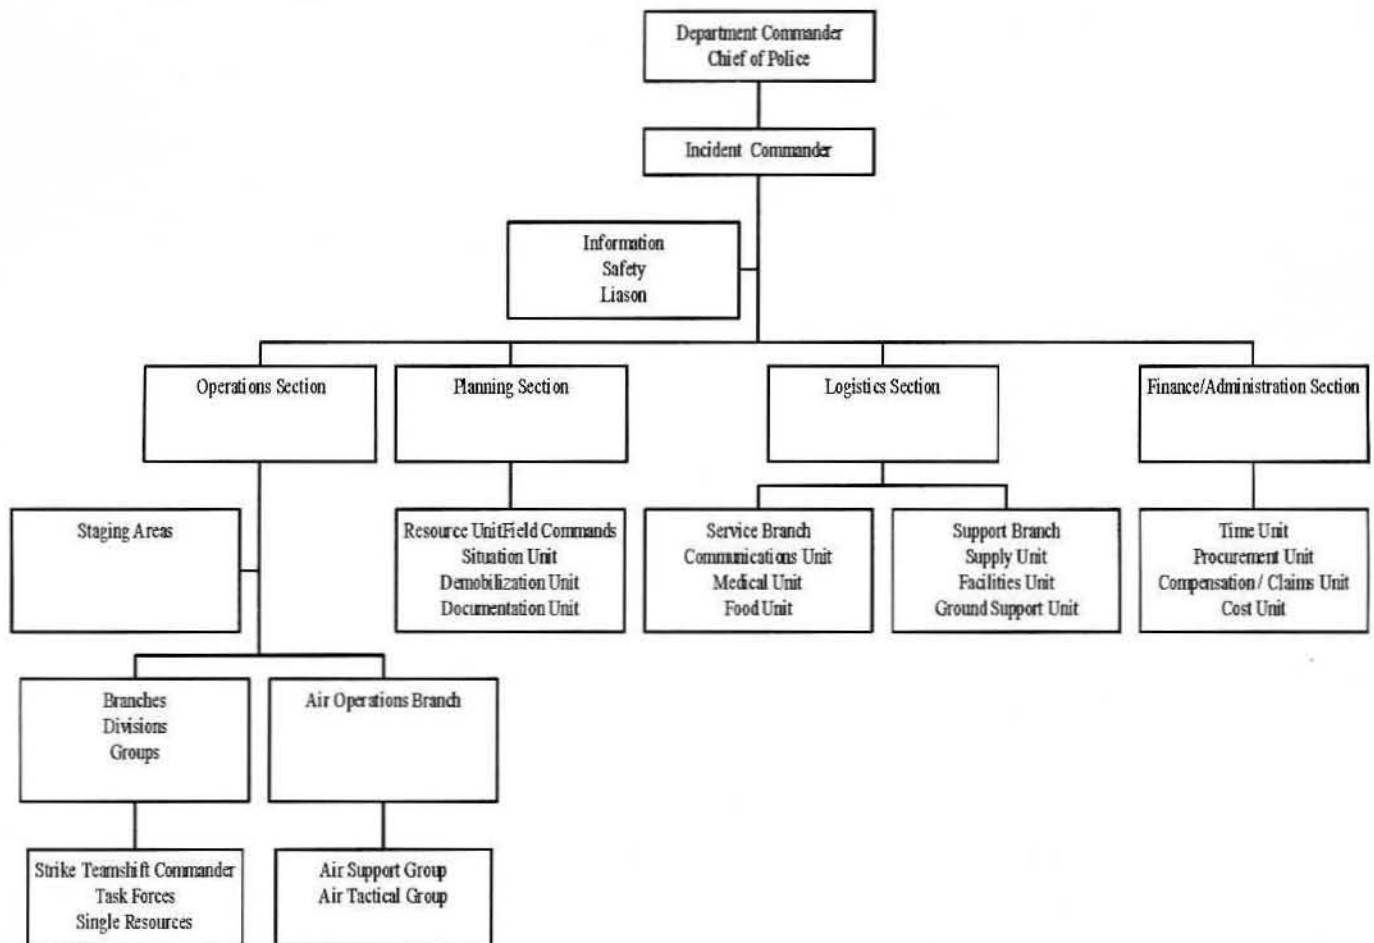 Department Commander
Chief of Police
Incident Commander
Information
Safety
Liason
Operations Section
Planning Section
Logistics Section
Finance/Administration Section
Staging Areas
Resource UnitField Commands
Situation Unit
Demobilization Unit
Documentation Unit
Service Branch
Communications Unit
Medical Unit
Food Unit
Support Branch
Supply Unit
Facilities Unit
Ground Support Unit
Time Unit
Procurement Unit
Compensation / Claims Unit
Cost Unit
Branches
Divisions
Groups
Air Operations Branch
Strike Teamshift Commander
Task Forces
Single Resources
Air Support Group
Air Tactical Group